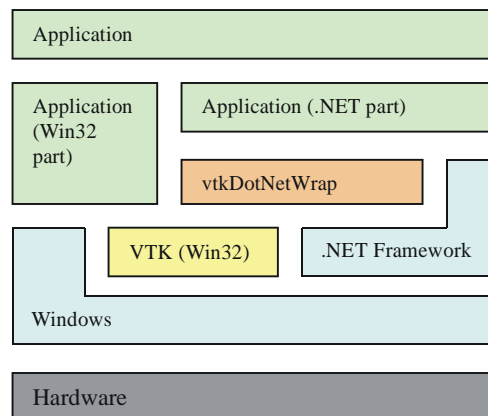 Application
Application
(Win32
part)
Application (.NET part)
vtkDotNetWrap
VTK (Win32)
.NET Framework
Windows
Hardware